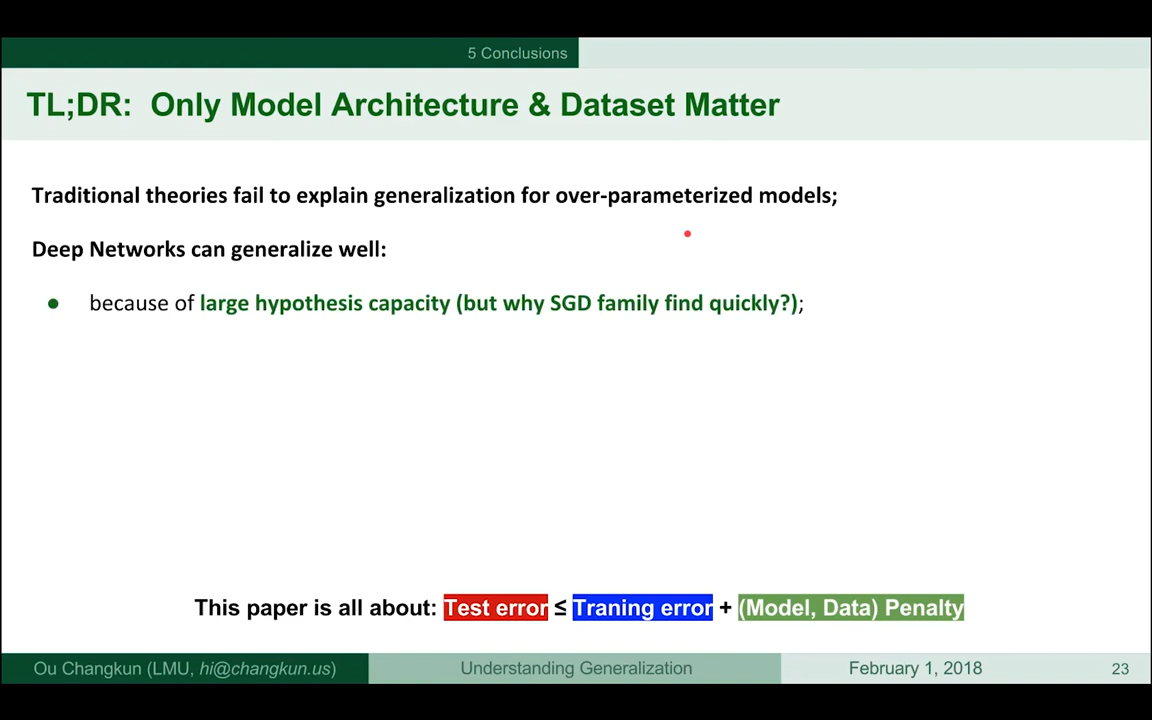 5 Conclusions
TL;DR: Only Model Architecture & Dataset Matter
Traditional theories fail to explain generalization for over-parameterized models;
Deep Networks can generalize well:
● because of large hypothesis capacity (but why SGD family find quickly?);
This paper is all about: Test error ≤ Traning error + (Model, Data) Penalty
Ou Changkun (LMU, hi@changkun.us) Understanding Generalization February 1, 2018 23